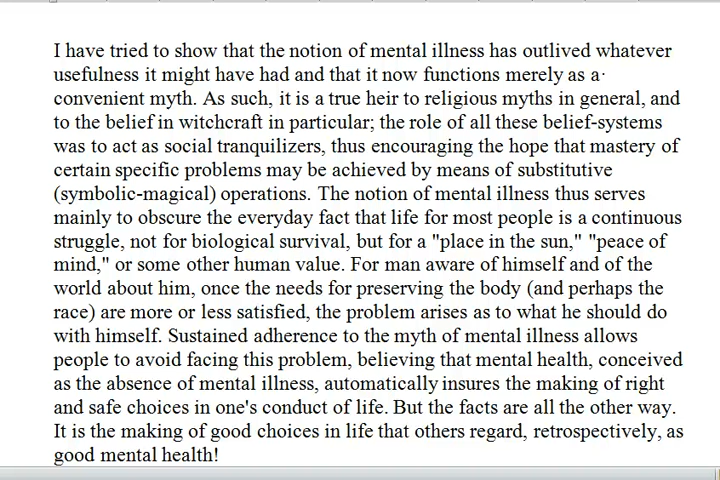 I have tried to show that the notion of mental illness has outlived whatever
usefulness it might have had and that it now functions merely as a·
convenient myth. As such, it is a true heir to religious myths in general, and
to the belief in witchcraft in particular; the role of all these belief-systems
was to act as social tranquilizers, thus encouraging the hope that mastery of
certain specific problems may be achieved by means of substitutive
(symbolic-magical) operations. The notion of mental illness thus serves
mainly to obscure the everyday fact that life for most people is a continuous
struggle, not for biological survival, but for a "place in the sun," "peace of
mind," or some other human value. For man aware of himself and of the
world about him, once the needs for preserving the body (and perhaps the
race) are more or less satisfied, the problem arises as to what he should do
with himself. Sustained adherence to the myth of mental illness allows
people to avoid facing this problem, believing that mental health, conceived
as the absence of mental illness, automatically insures the making of right
and safe choices in one's conduct of life. But the facts are all the other way.
It is the making of good choices in life that others regard, retrospectively, as
good mental health!